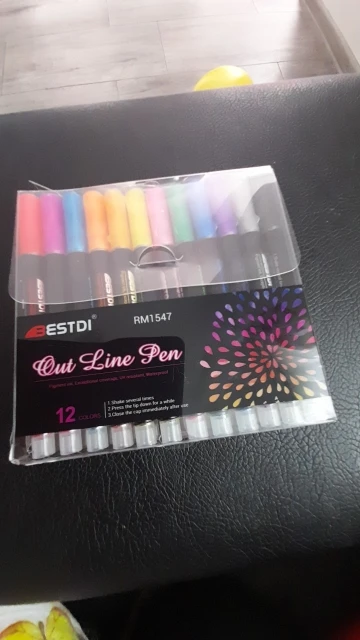 BESTDI
RM1547
Out Line Pen
12 COLORS
1.Shake several times
2.Press the tip down for a while
3.Close the cap immediately after use